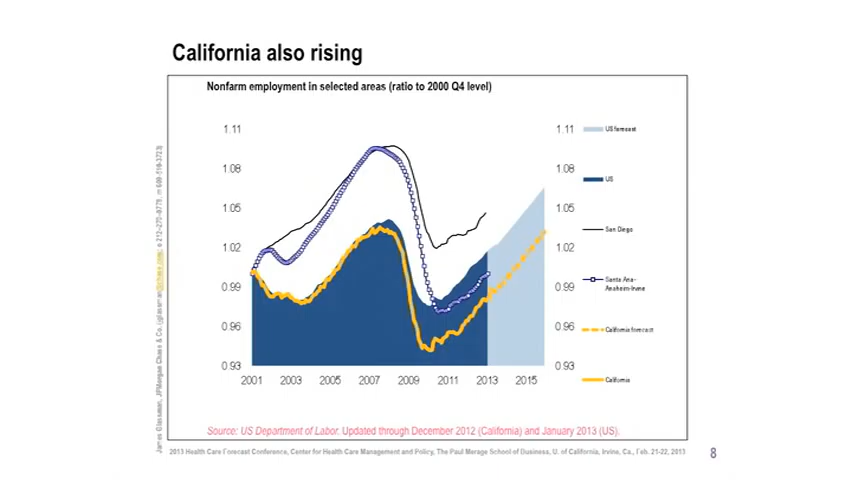 California also rising
Nonfarm employment in selected areas (ratio to 2000 Q4 level)
1.11
1.08
1.05
1.02
0.99
0.96
0.93
2001 2003 2005 2007 2009 2011 2013 2015
1.11
1.08
1.05
1.02
0.99
0.96
0.93
US forecast
US
San Diego
Santa Ana-
Anaheim-Irvine
California forecast
California
Source: US Department of Labor. Updated through December 2012 (California) and January 2013 (US).
James Glassman, JPMorgan Chase & Co.
2013 Health Care Forecast Conference, Center for Health Care Management and Policy, The Paul Merage School of Business, U. of California, Irvine, Ca., Feb. 21-22, 2013
8